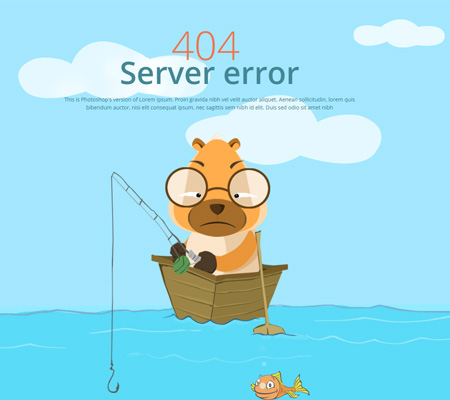 404
Server error
This is Photoshop's version of Lorem Ipsum. Proin gravida nibh vel velit auctor aliquet. Aenean sollicitudin, lorem quis
bibendum auctor, nisi elit consequat ipsum, nec sagittis sem nibh id elit. Duis sed odio sit amet nibh